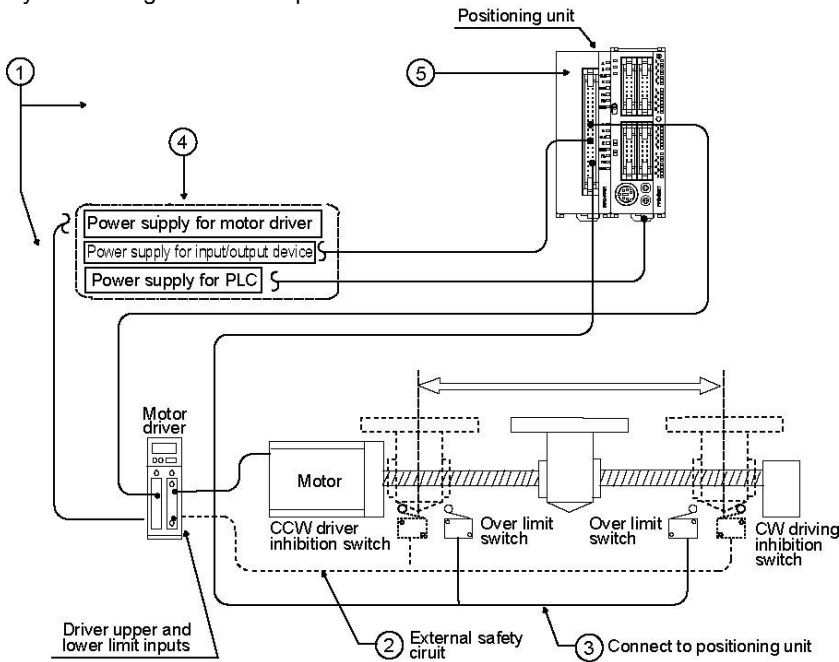 Positioning unit
1
5
4
Power supply for motor driver
Power supply for input/output device
Power supply for PLC
Motor
driver
Motor
CCW driver
inhibition switch
Over limit
switch
Over limit
switch
CW driving
inhibition
switch
Driver upper and
lower limit inputs
2 External safety
ciruit
3 Connect to positioning unit